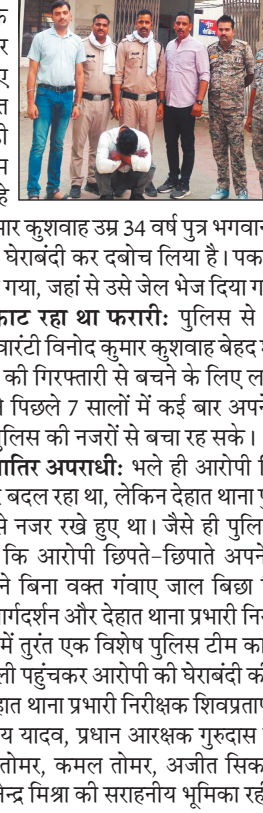 क
र
ए
त
ी
म
हे
मार कुशवाह उम्र 34 वर्ष पुत्र भगवान
घेराबंदी कर दबोच लिया है। पक
गया, जहां से उसे जेल भेज दिया ग
काट रहा था फरारी: पुलिस से
वारंटी विनोद कुमार कुशवाह बेहद
की गिरफ्तारी से बचने के लिए ल
पिछले 7 सालों में कई बार अपने
पुलिस की नजरों से बचा रह सके।
शातिर अपराधी: भले ही आरोपी
बदल रहा था, लेकिन देहात थाना पु
से नजर रखे हुए था। जैसे ही पुलि
कि आरोपी छिपते-छिपाते अपने
ने बिना वक्त गंवाए जाल बिछा
मार्गदर्शन और देहात थाना प्रभारी नि
में तुरंत एक विशेष पुलिस टीम का
ली पहुंचकर आरोपी की घेराबंदी की
हात थाना प्रभारी निरीक्षक शिवप्रताप
य यादव, प्रधान आरक्षक गुरुदास
तोमर, कमल तोमर, अजीत सिक
नेन्द्र मिश्रा की सराहनीय भूमिका रही